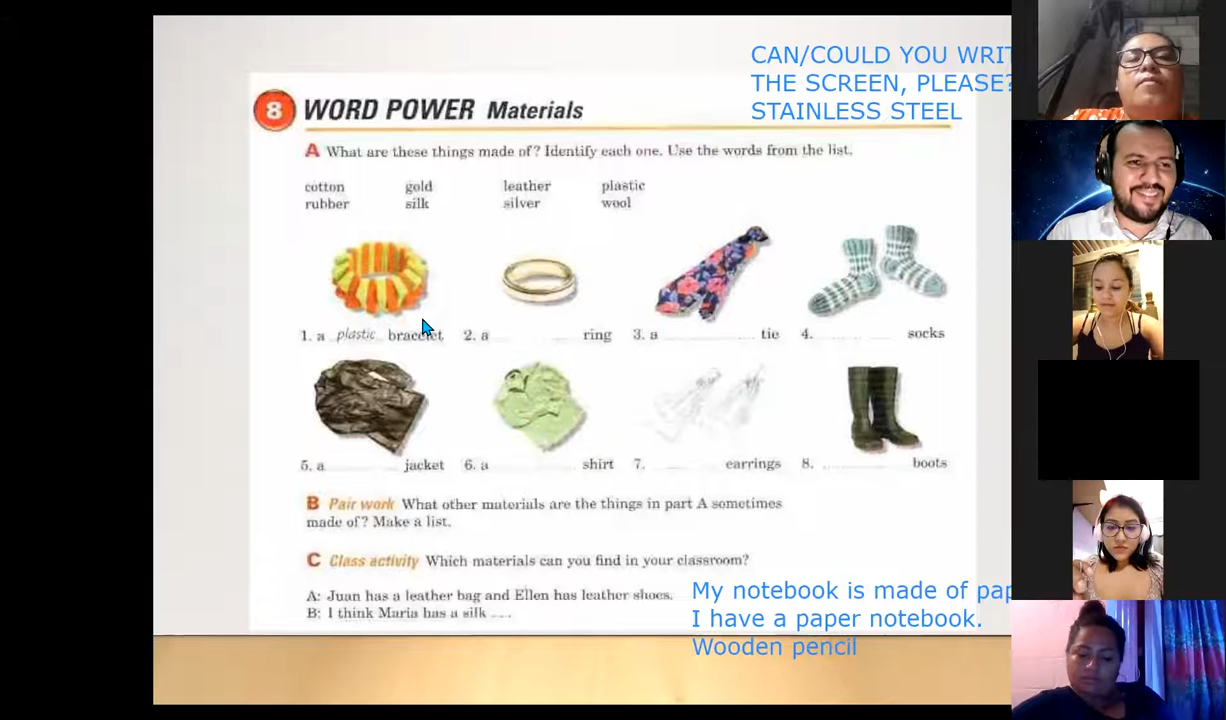 CAN/COULD YOU WRIT
THE SCREEN, PLEASE?
STAINLESS STEEL
8 WORD POWER Materials
A What are these things made of? Identify each one. Use the words from the list.
cotton gold leather plastic
rubber silk silver wool
1. a plastic bracelet 2. a ring 3. a tie 4. socks
5. a jacket 6. a shirt 7. earrings 8. boots
B Pair work What other materials are the things in part A sometimes
made of? Make a list.
C Class activity Which materials can you find in your classroom?
A: Juan has a leather bag and Ellen has leather shoes.
B: I think Maria has a silk ....
My notebook is made of pap
I have a paper notebook.
Wooden pencil